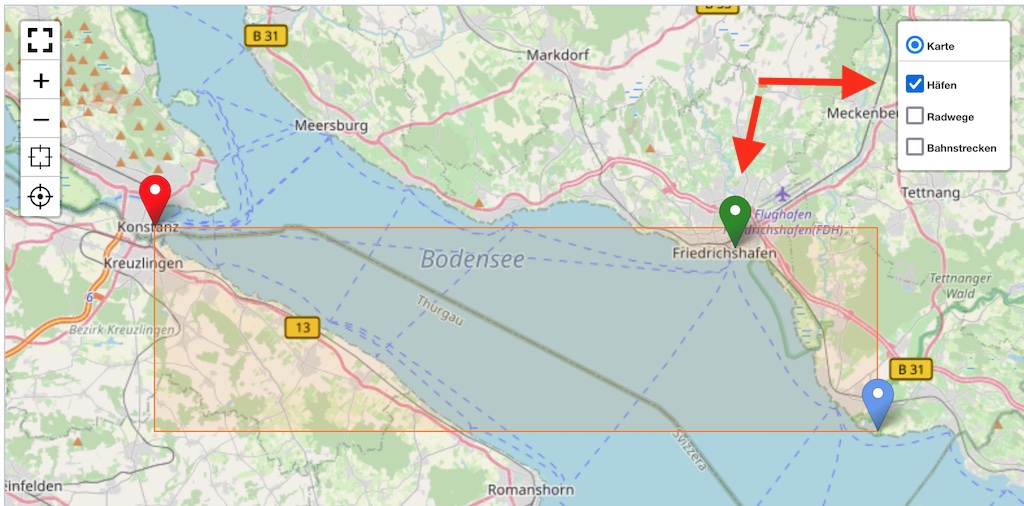 B 33
B 31
Karte
Markdorf
+
Häfen
Meckenbe
Radwege
−
Meersburg
Bahnstrecken
Tettnang
Flughafen
Konstanz
drichshafen(FDH)
Friedrichshafen
Kreuzlingen
Bodensee
Tettnanger
Wald
6
Thurgau
Bezirk Kreuzlingen
13
B 31
Svizzera
einfelden
Romanshorn